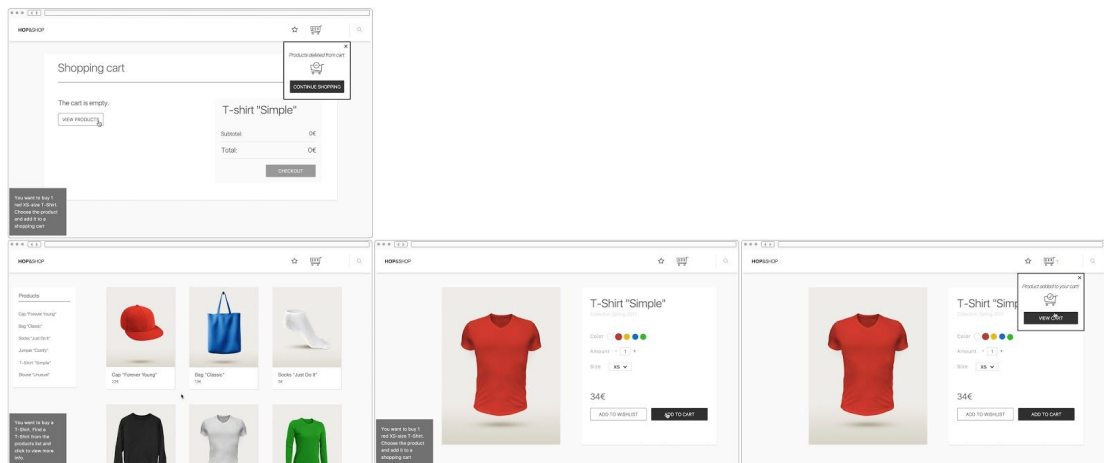 HOP&SHOP
Products deleted from cart
CONTINUE SHOPPING
Shopping cart
The cart is empty.
VIEW PRODUCTS
T-shirt "Simple"
Subtotal: 0€
Total: 0€
CHECKOUT
You want to buy 1
red XS-size T-Shirt.
Choose the product
and add it to a
shopping cart
HOP&SHOP
Products
Cap "Forever Young"
Bag "Classic"
Socks "Just Do It"
Jumper "Comfy"
T-Shirt "Simple"
Blouse "Unusual"
Cap "Forever Young"
Bag "Classic"
Socks "Just Do It"
You want to buy a
T-Shirt. Find a
T-Shirt from the
products list and
click to view more
info.
HOP&SHOP
T-Shirt "Simple"
Color
Amount - 1 +
Size XS
34€
ADD TO WISHLIST
ADD TO CART
You want to buy 1
red XS-size T-Shirt.
Choose the product
and add it to a
shopping cart
HOP&SHOP
Product added to your cart!
VIEW CART
T-Shirt "Simp
Color
Amount - 1 +
Size XS
34€
ADD TO WISHLIST
ADD TO CART